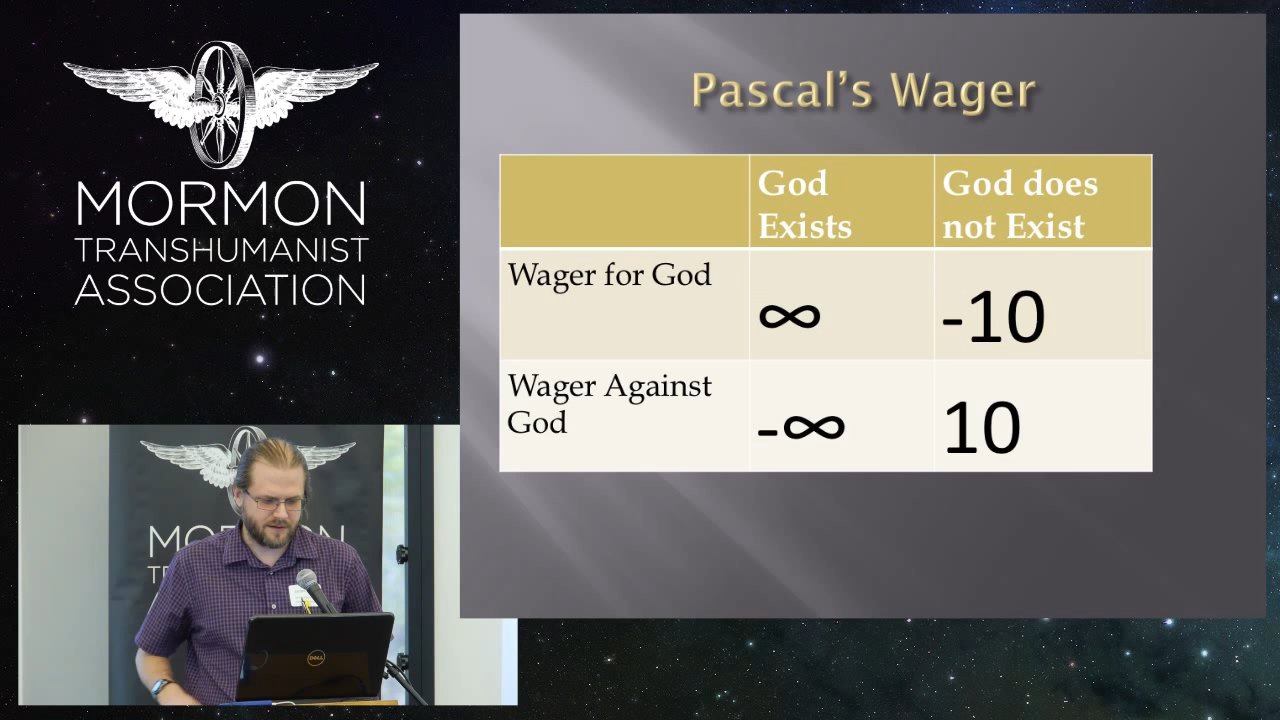 MORMON
TRANSHUMANIST
ASSOCIATION
Pascal's Wager
God
Exists
God does
not Exist
Wager for God
∞
-10
Wager Against
God
-∞
10
DELL